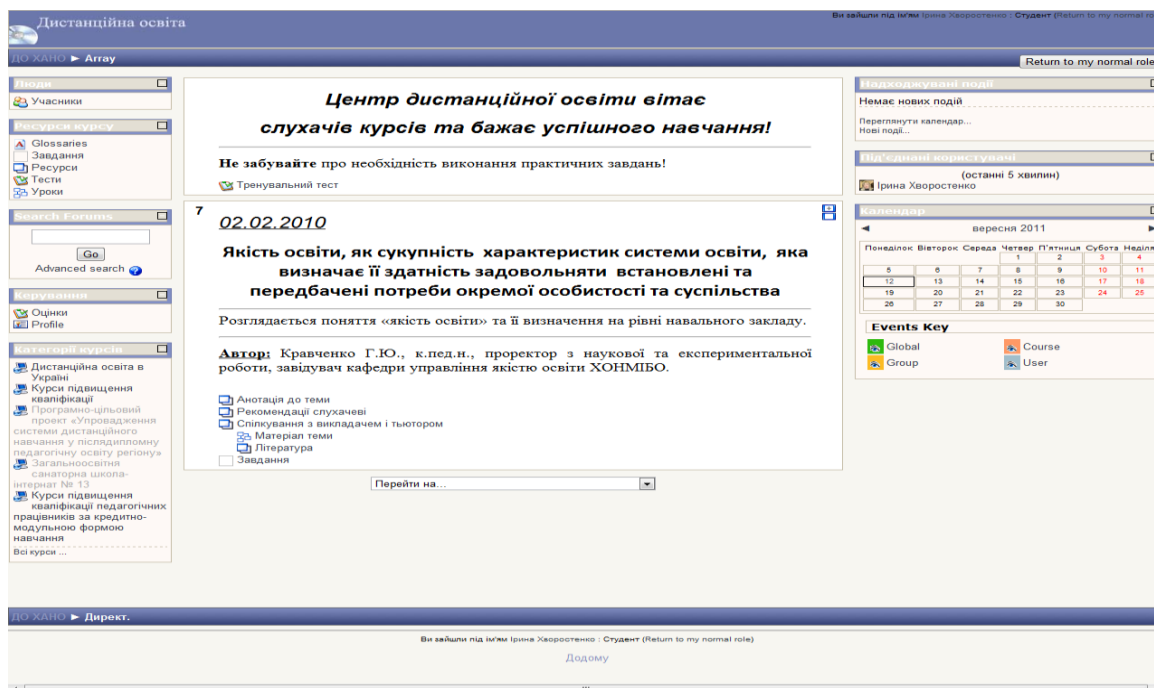 Дистанційна освіта
Ви зайшли під ім'ям Ірина Хворостенко : Студент (Return to my normal role)
ДО ХАНО ► Array
Return to my normal role
Люди
Учасники
Ресурси курсу
Glossaries
Завдання
Ресурси
Тести
Уроки
Search Forums
Go
Advanced search
Керування
Оцінки
Profile
Категорії курсів
Дистанційна освіта в
Україні
Курси підвищення
кваліфікації
Програмно-цільовий
проект «Упровадження
системи дистанційного
навчання у післядипломну
педагогічну освіту регіону»
Загальноосвітня
санаторна школа-
інтернат № 13
Курси підвищення
кваліфікації педагогічних
працівників за кредитно-
модульною формою
навчання
Всі курси ...
Центр дистанційної освіти вітає
слухачів курсів та бажає успішного навчання!
Не забувайте про необхідність виконання практичних завдань!
Тренувальний тест
7
02.02.2010
Якість освіти, як сукупність характеристик системи освіти, яка
визначає її здатність задовольняти встановлені та
передбачені потреби окремої особистості та суспільства
Розглядається поняття «якість освіти» та її визначення на рівні навального закладу.
Автор: Кравченко Г.Ю., к.пед.н., проректор з наукової та експериментальної
роботи, завідувач кафедри управління якістю освіти ХОНМІБО.
Анотація до теми
Рекомендації слухачеві
Спілкування з викладачем і тьютором
Матеріал теми
Література
Завдання
Перейти на...
Надходжувані події
Немає нових подій
Переглянути календар...
Нові події...
Під'єднані користувачі
(останні 5 хвилин)
Ірина Хворостенко
Календар
◄ вересня 2011 ►
Понеділок Вівторок Середа Четвер П'ятниця Субота Неділя
1 2 3 4
5 6 7 8 9 10 11
12 13 14 15 16 17 18
19 20 21 22 23 24 25
26 27 28 29 30
Events Key
Global Course
Group User
ДО ХАНО ► Директ.
Ви зайшли під ім'ям Ірина Хворостенко : Студент (Return to my normal role)
Додому